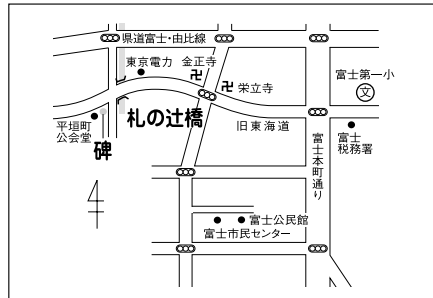 県道富士・由比線
東京電力
金正寺
栄立寺
富士第一小
文
平垣町
公会堂
札の辻橋
旧東海道
碑
富士
税務署
富士本町通り
富士公民館
富士市民センター